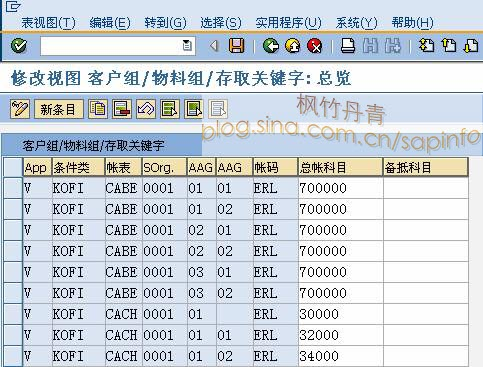 表视图(T) 编辑(E) 转到(G) 选择(S) 实用程序(U) 系统(Y) 帮助(H)
修改视图 客户组/物料组/存取关键字: 总览
新条目
枫竹丹青
blog.sina.com.cn/sapinfo
客户组/物料组/存取关键字
App 条件类 帐表 SOrg. AAG AAG 帐码 总帐科目 备抵科目
V KOFI CABE 0001 01 01 ERL 700000
V KOFI CABE 0001 01 02 ERL 700000
V KOFI CABE 0001 02 01 ERL 700000
V KOFI CABE 0001 02 02 ERL 700000
V KOFI CABE 0001 03 01 ERL 700000
V KOFI CABE 0001 03 02 ERL 700000
V KOFI CACH 0001 01 ERL 30000
V KOFI CACH 0001 01 01 ERL 32000
V KOFI CACH 0001 01 02 ERL 34000